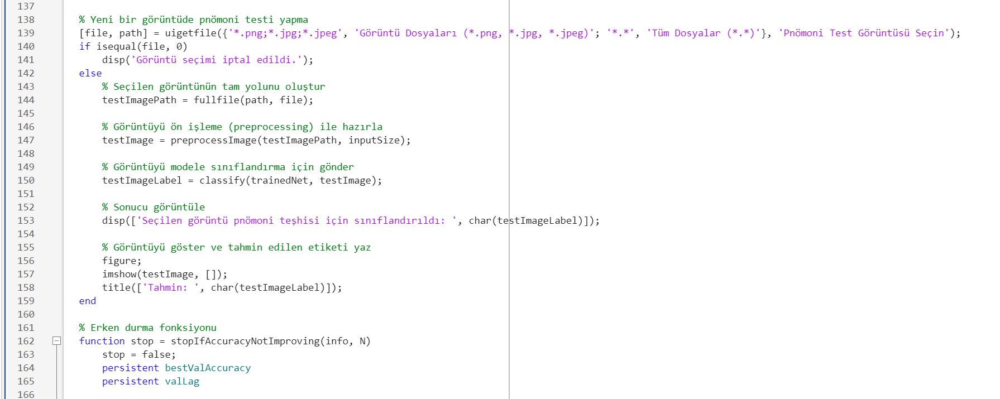 137
138 % Yeni bir görüntüde pnömoni testi yapma
139 [file, path] = uigetfile({'*.png;*.jpg;*.jpeg', 'Görüntü Dosyaları (*.png, *.jpg, *.jpeg)'; '*.*', 'Tüm Dosyalar (*.*)'}, 'Pnömoni Test Görüntüsü Seçin');
140 if isequal(file, 0)
141     disp('Görüntü seçimi iptal edildi.');
142 else
143     % Seçilen görüntünün tam yolunu oluştur
144     testImagePath = fullfile(path, file);
145
146     % Görüntüyü ön işleme (preprocessing) ile hazırla
147     testImage = preprocessImage(testImagePath, inputSize);
148
149     % Görüntüyü modele sınıflandırma için gönder
150     testImageLabel = classify(trainedNet, testImage);
151
152     % Sonucu görüntüle
153     disp(['Seçilen görüntü pnömoni teşhisi için sınıflandırıldı: ', char(testImageLabel)]);
154
155     % Görüntüyü göster ve tahmin edilen etiketi yaz
156     figure;
157     imshow(testImage, []);
158     title(['Tahmin: ', char(testImageLabel)]);
159 end
160
161 % Erken durma fonksiyonu
162 function stop = stopIfAccuracyNotImproving(info, N)
163     stop = false;
164     persistent bestValAccuracy
165     persistent valLag
166